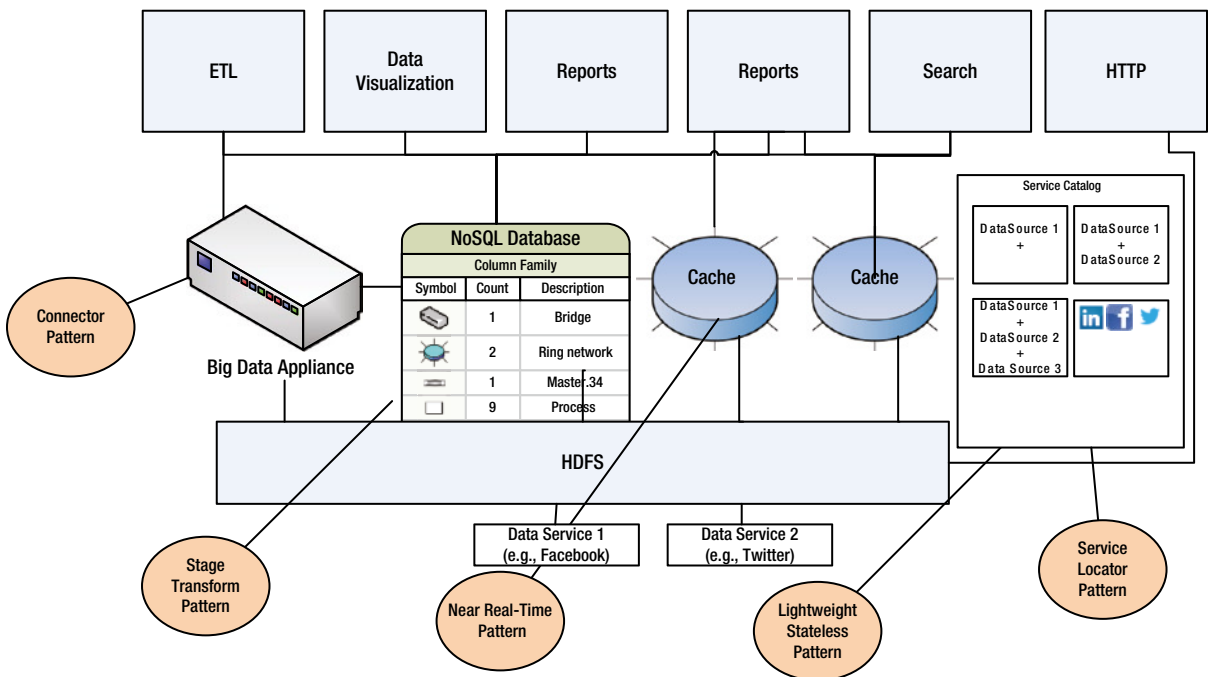 ETL
Data
Visualization
Reports
Reports
Search
HTTP
Service Catalog
DataSource 1
+
DataSource 1
+
DataSource 2
DataSource 1
+
DataSource 2
+
Data Source 3
in f
NoSQL Database
Column Family
Symbol Count Description
1 Bridge
2 Ring network
1 Master.34
9 Process
Cache
Cache
Connector
Pattern
Big Data Appliance
HDFS
Data Service 1
(e.g., Facebook)
Data Service 2
(e.g., Twitter)
Stage
Transform
Pattern
Near Real-Time
Pattern
Lightweight
Stateless
Pattern
Service
Locator
Pattern